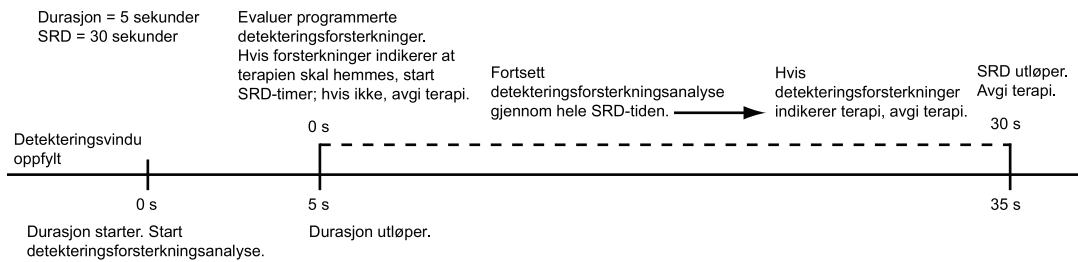 Durasjon = 5 sekunder
SRD = 30 sekunder
Evaluer programmerte
detekteringsforsterkninger.
Hvis forsterkninger indikerer at
terapien skal hemmes, start
SRD-timer; hvis ikke, avgi terapi.
Fortsett
detekteringsforsterkningsanalyse
gjennom hele SRD-tiden.
Hvis
detekteringsforsterkninger
indikerer terapi, avgi terapi.
SRD utløper.
Avgi terapi.
0 s
30 s
Detekteringsvindu
oppfylt
0 s
5 s
35 s
Durasjon starter. Start
detekteringsforsterkningsanalyse.
Durasjon utløper.